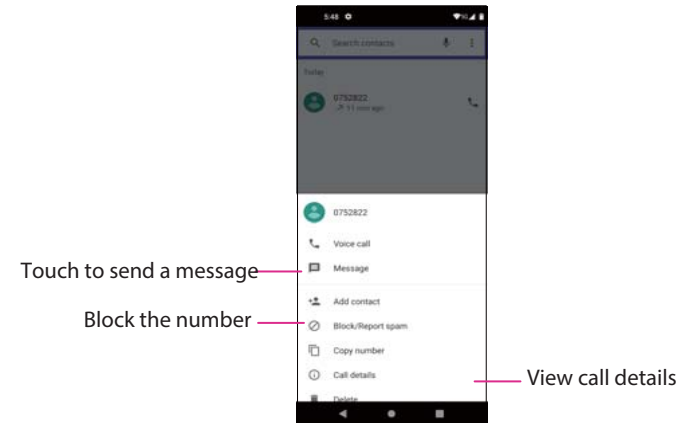 5:48
Search contacts
Today
0752822
11 min ago
0752822
Voice call
Touch to send a message
Message
Add contact
Block the number
Block/Report spam
Copy number
Call details
View call details
Delete